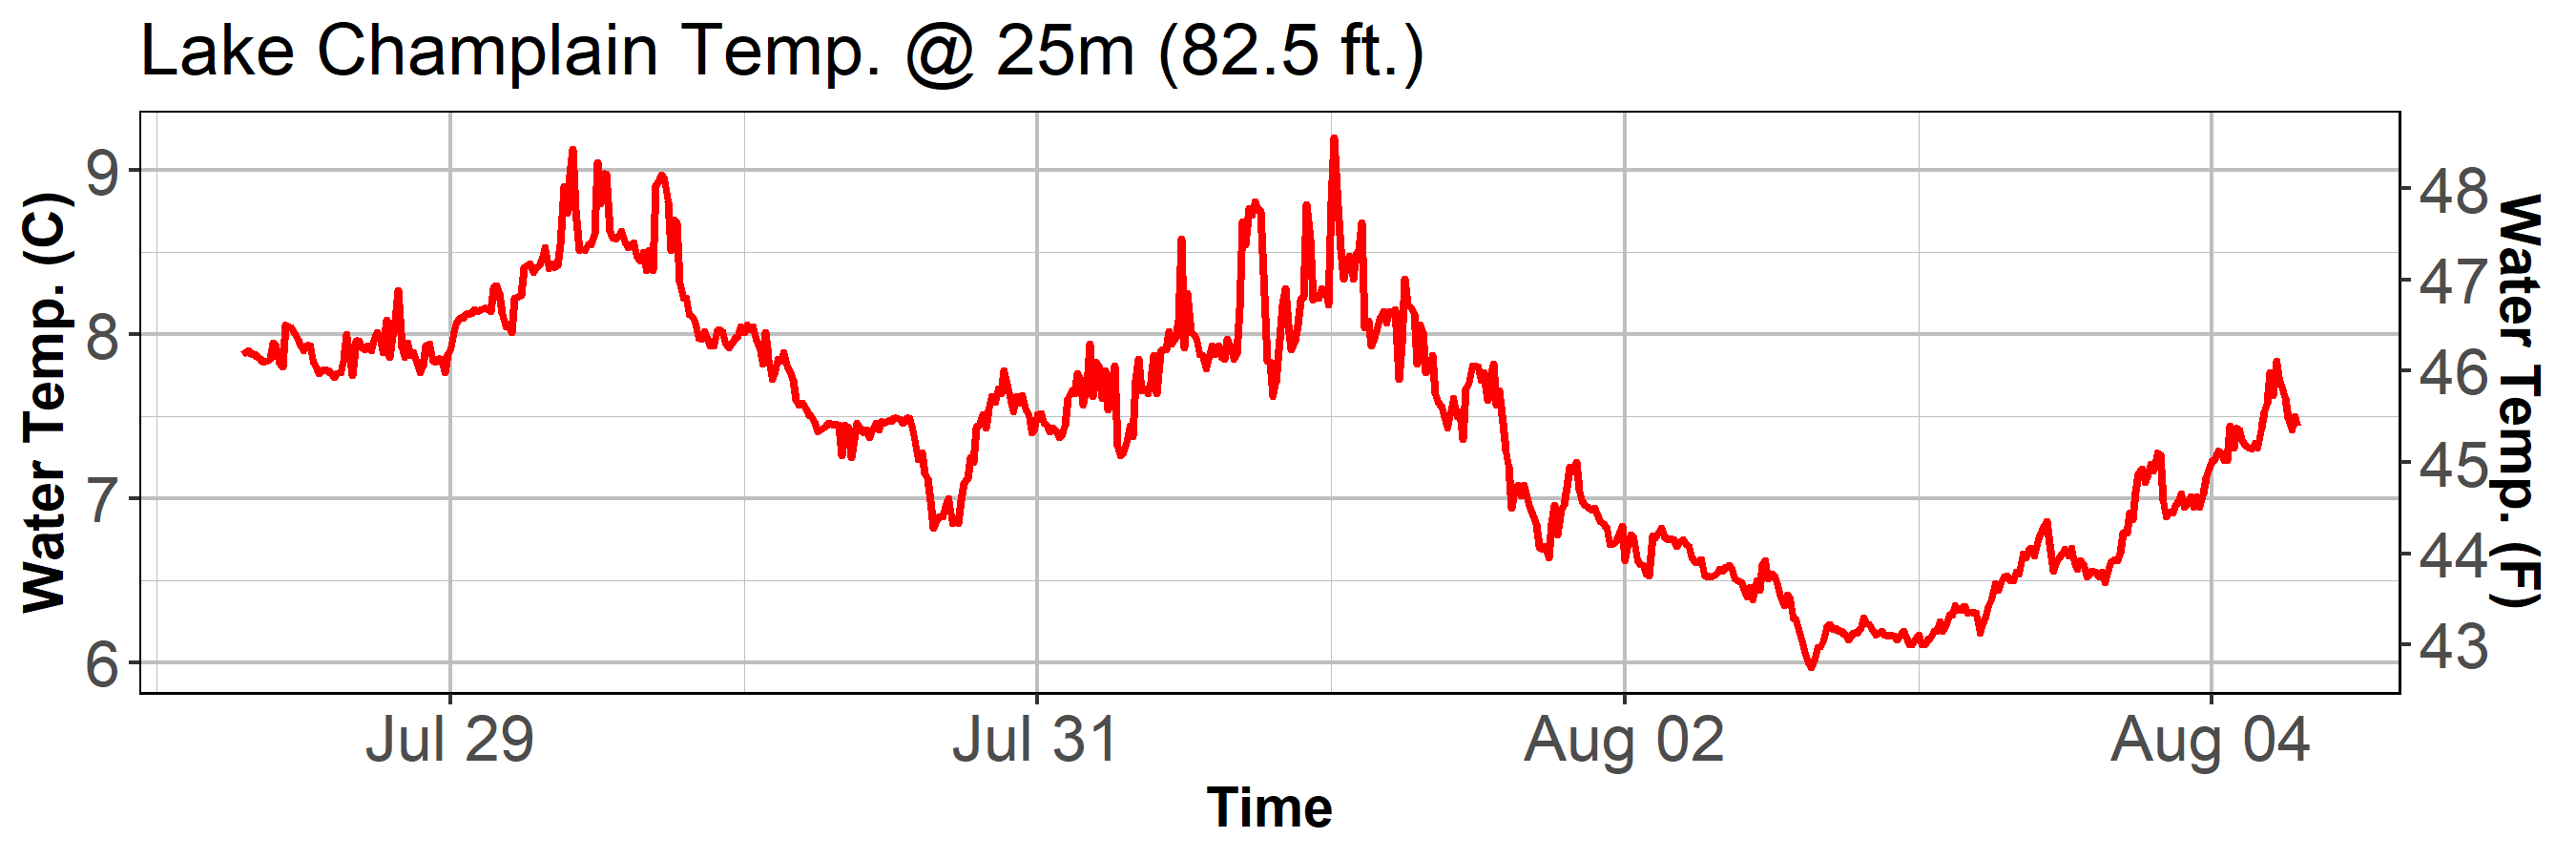 Lake Champlain Temp. @ 25m (82.5 ft.)
Water Temp. (C)
9
8
7
6
48
47
46
45
44
43
Water Temp. (F)
Jul 29
Jul 31
Aug 02
Aug 04
Time